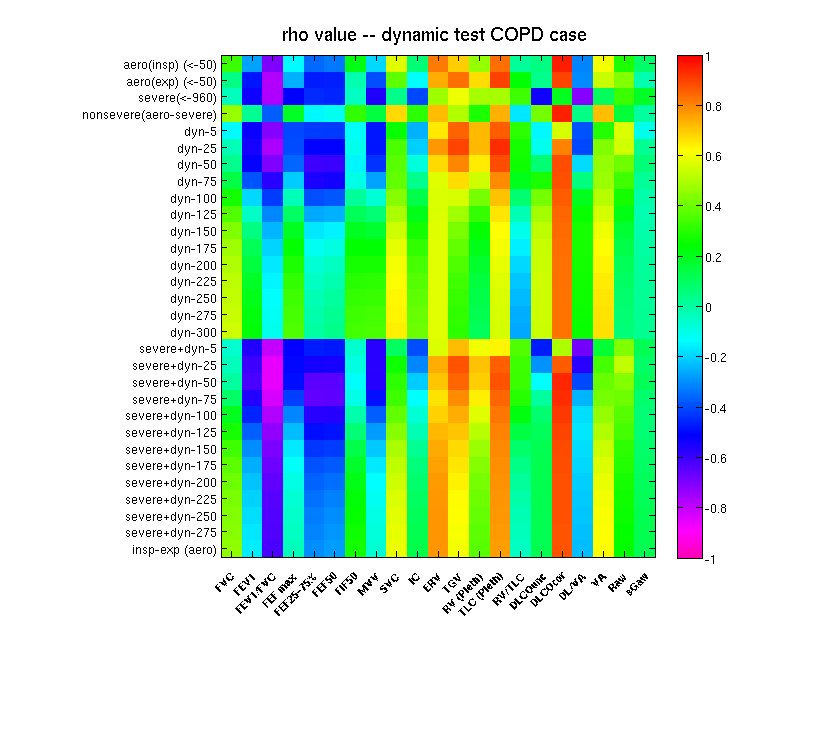 rho value -- dynamic test COPD case
aero(insp) (<-50)
aero(exp) (<-50)
severe(<-960)
nonsevere(aero-severe)
dyn-5
dyn-25
dyn-50
dyn-75
dyn-100
dyn-125
dyn-150
dyn-175
dyn-200
dyn-225
dyn-250
dyn-275
dyn-300
severe+dyn-5
severe+dyn-25
severe+dyn-50
severe+dyn-75
severe+dyn-100
severe+dyn-125
severe+dyn-150
severe+dyn-175
severe+dyn-200
severe+dyn-225
severe+dyn-250
severe+dyn-275
insp-exp (aero)
FVC
FEV1
FEV1/FVC
FEF max
FEF25-75%
FEF50
FIF50
MVV
SVC
IC
ERV
TGV
RV (Pleth)
TLC (Pleth)
RV/TLC
DLCOunc
DLCOcor
DL/VA
VA
Raw
sGaw
1
0.8
0.6
0.4
0.2
0
-0.2
-0.4
-0.6
-0.8
-1